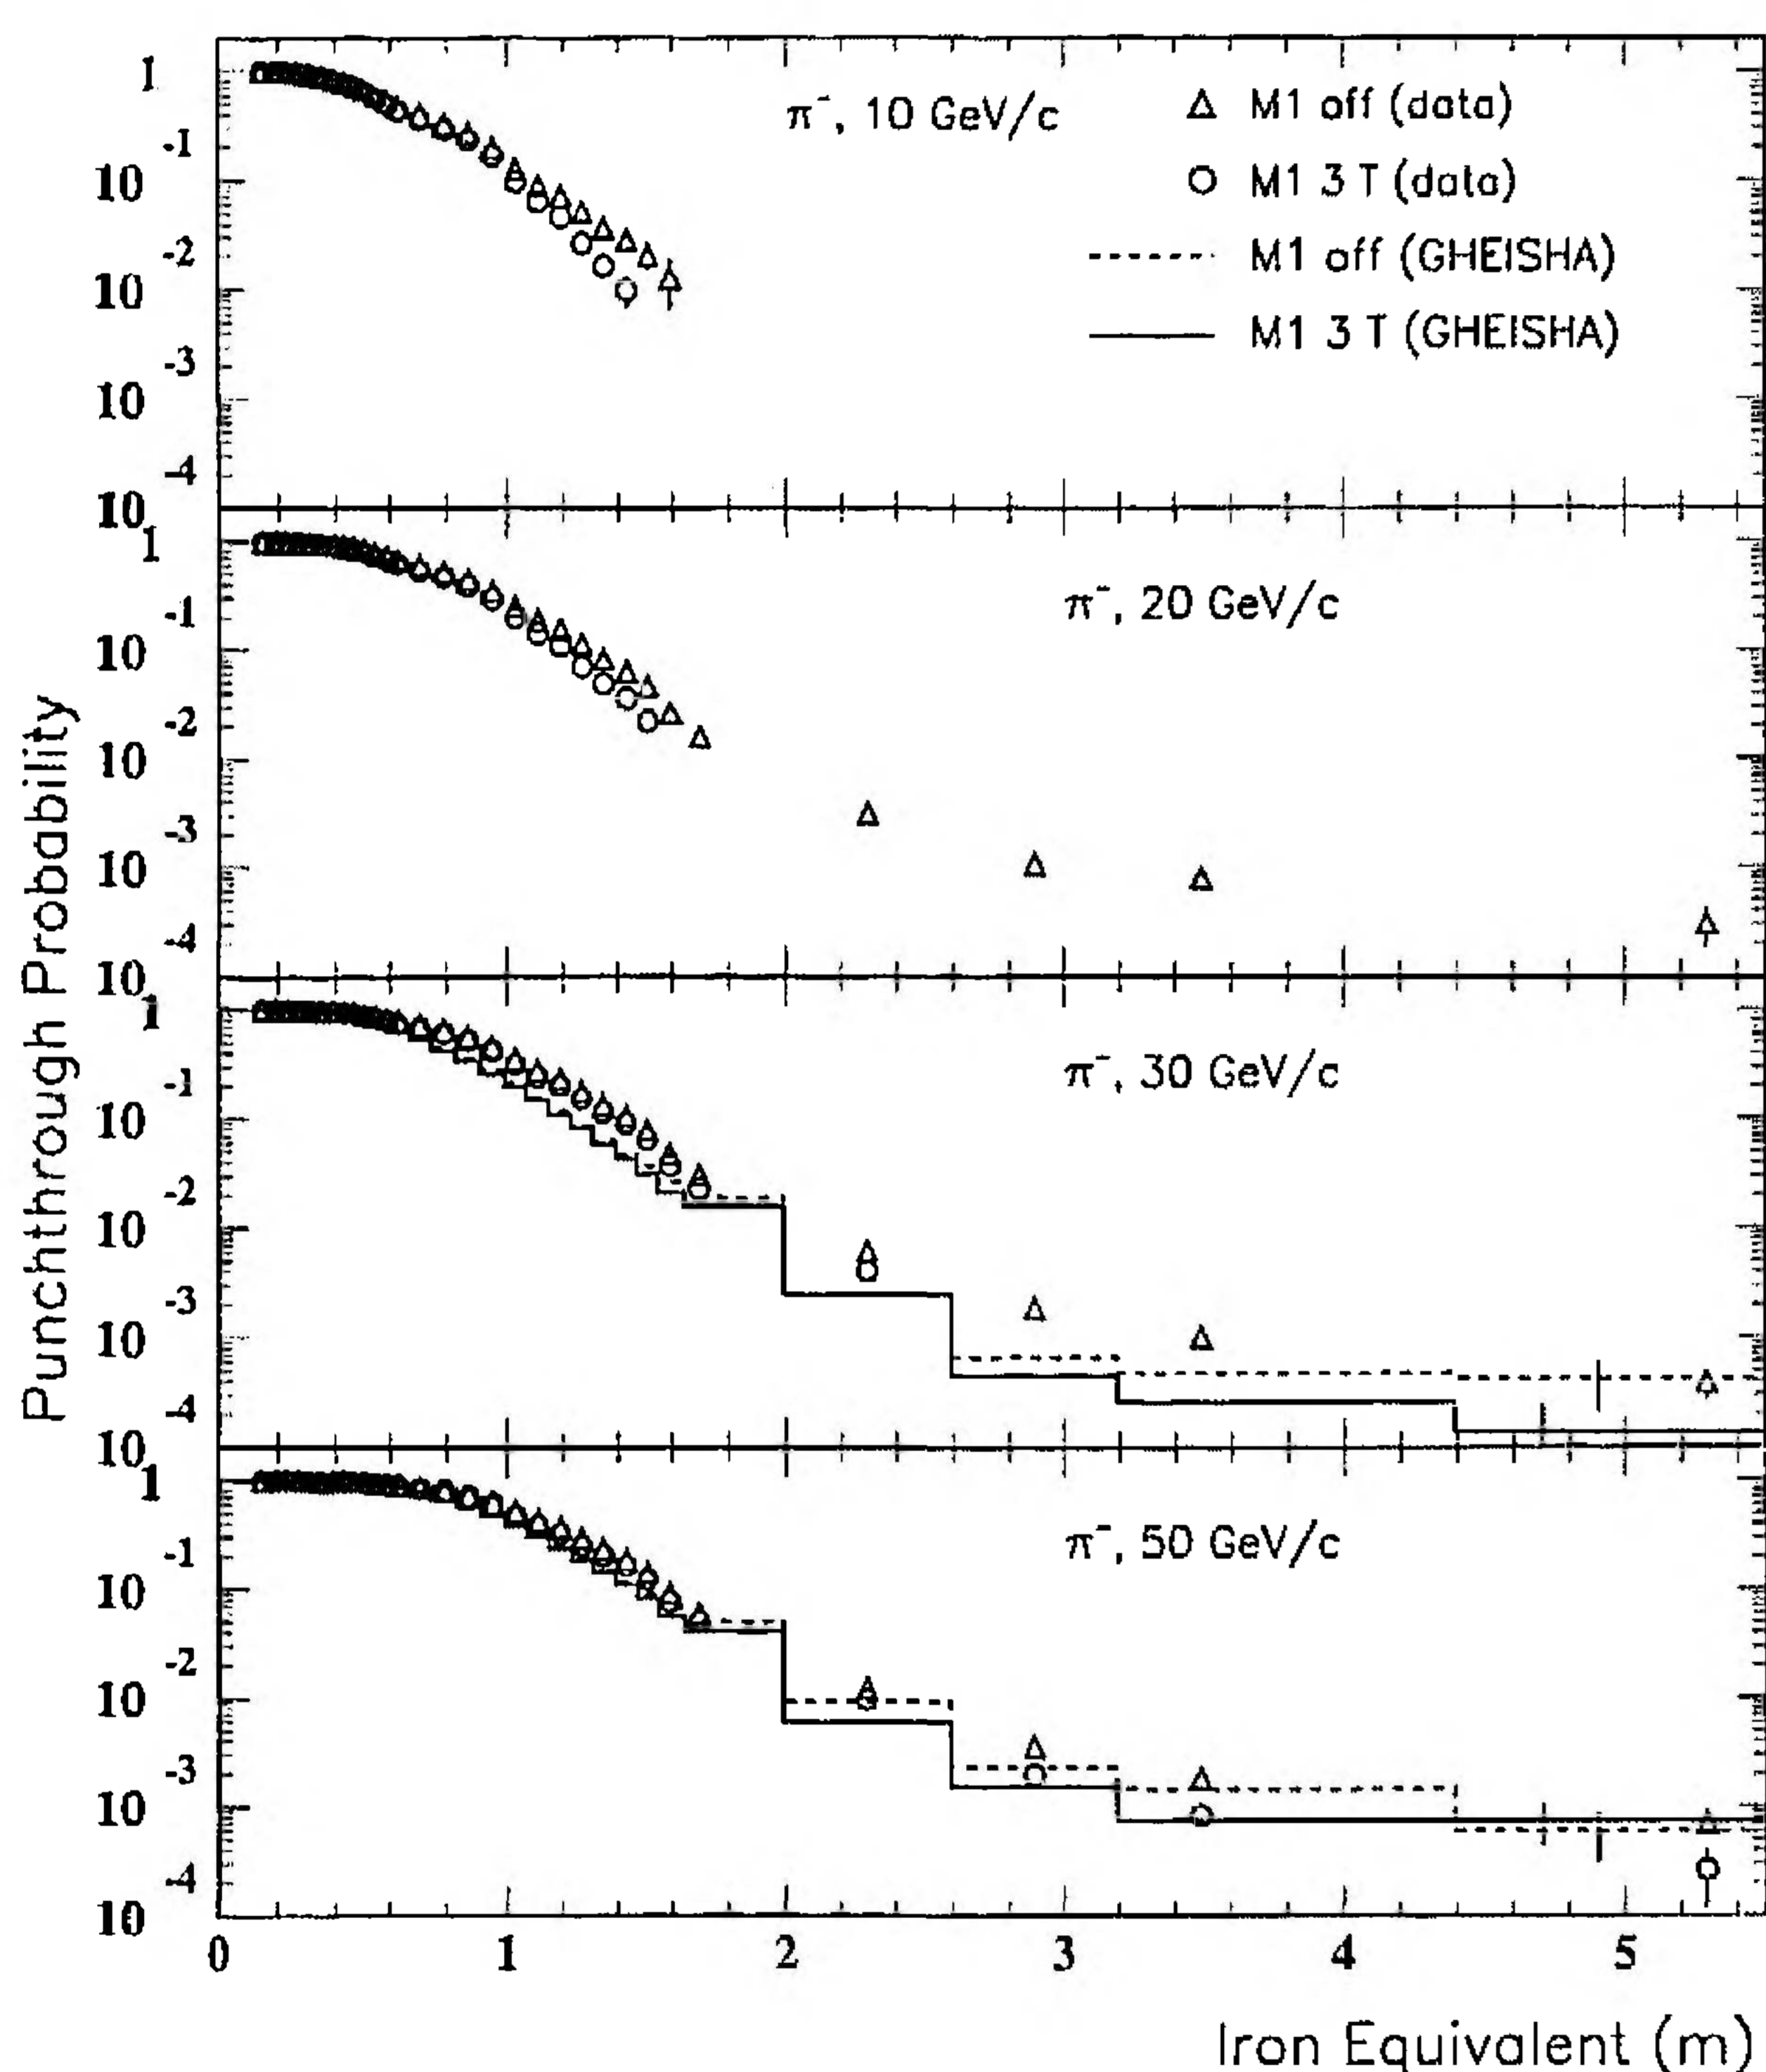 Punchthrough Probability
1
10 -1
10 -2
10 -3
10 -4
π⁻, 10 GeV/c
M1 off (data)
M1 3 T (data)
M1 off (GHEISHA)
M1 3 T (GHEISHA)
1
10 -1
10 -2
10 -3
10 -4
π⁻, 20 GeV/c
1
10 -1
10 -2
10 -3
10 -4
π⁻, 30 GeV/c
1
10 -1
10 -2
10 -3
10 -4
π⁻, 50 GeV/c
0 1 2 3 4 5
Iron Equivalent (m)